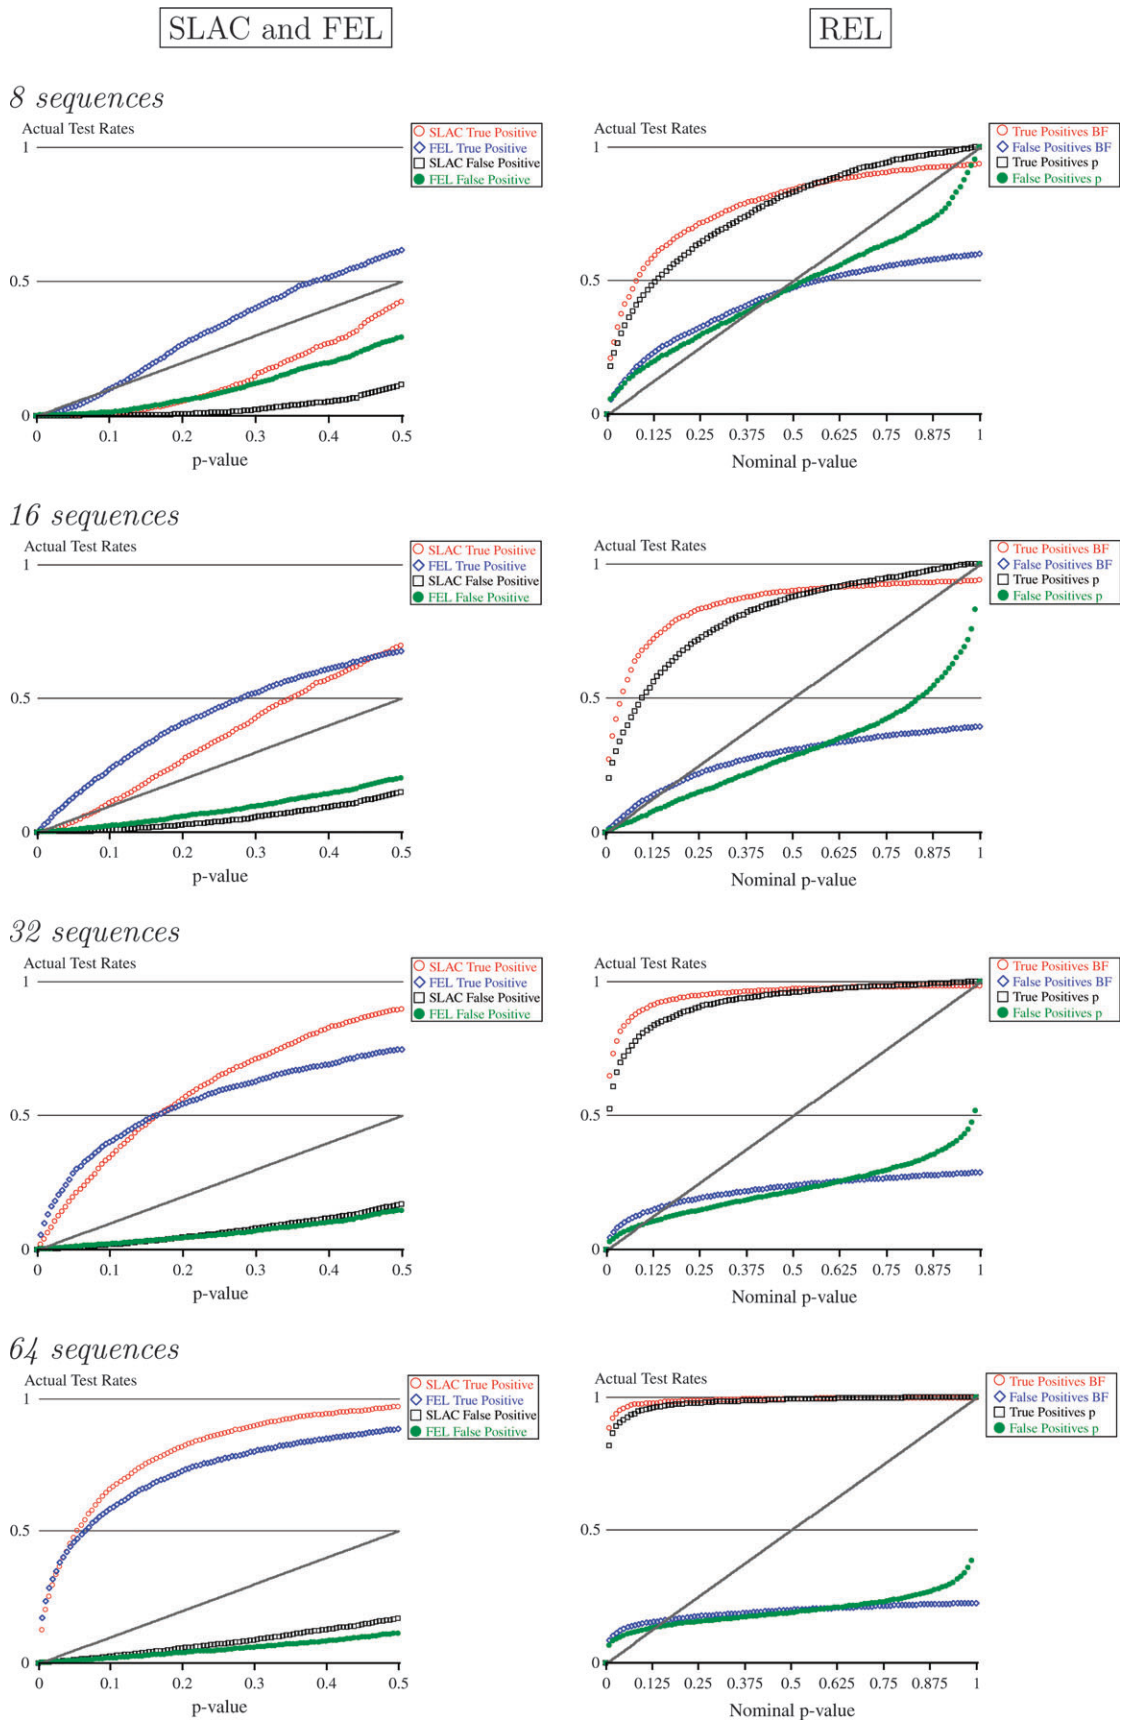 SLAC and FEL
REL
8 sequences
Actual Test Rates
SLAC True Positive
FEL True Positive
SLAC False Positive
FEL False Positive
1
0.5
0
0 0.1 0.2 0.3 0.4 0.5
p-value
Actual Test Rates
True Positives BF
False Positives BF
True Positives p
False Positives p
1
0.5
0
0 0.125 0.25 0.375 0.5 0.625 0.75 0.875 1
Nominal p-value
16 sequences
Actual Test Rates
SLAC True Positive
FEL True Positive
SLAC False Positive
FEL False Positive
1
0.5
0
0 0.1 0.2 0.3 0.4 0.5
p-value
Actual Test Rates
True Positives BF
False Positives BF
True Positives p
False Positives p
1
0.5
0
0 0.125 0.25 0.375 0.5 0.625 0.75 0.875 1
Nominal p-value
32 sequences
Actual Test Rates
SLAC True Positive
FEL True Positive
SLAC False Positive
FEL False Positive
1
0.5
0
0 0.1 0.2 0.3 0.4 0.5
p-value
Actual Test Rates
True Positives BF
False Positives BF
True Positives p
False Positives p
1
0.5
0
0 0.125 0.25 0.375 0.5 0.625 0.75 0.875 1
Nominal p-value
64 sequences
Actual Test Rates
SLAC True Positive
FEL True Positive
SLAC False Positive
FEL False Positive
1
0.5
0
0 0.1 0.2 0.3 0.4 0.5
p-value
Actual Test Rates
True Positives BF
False Positives BF
True Positives p
False Positives p
1
0.5
0
0 0.125 0.25 0.375 0.5 0.625 0.75 0.875 1
Nominal p-value